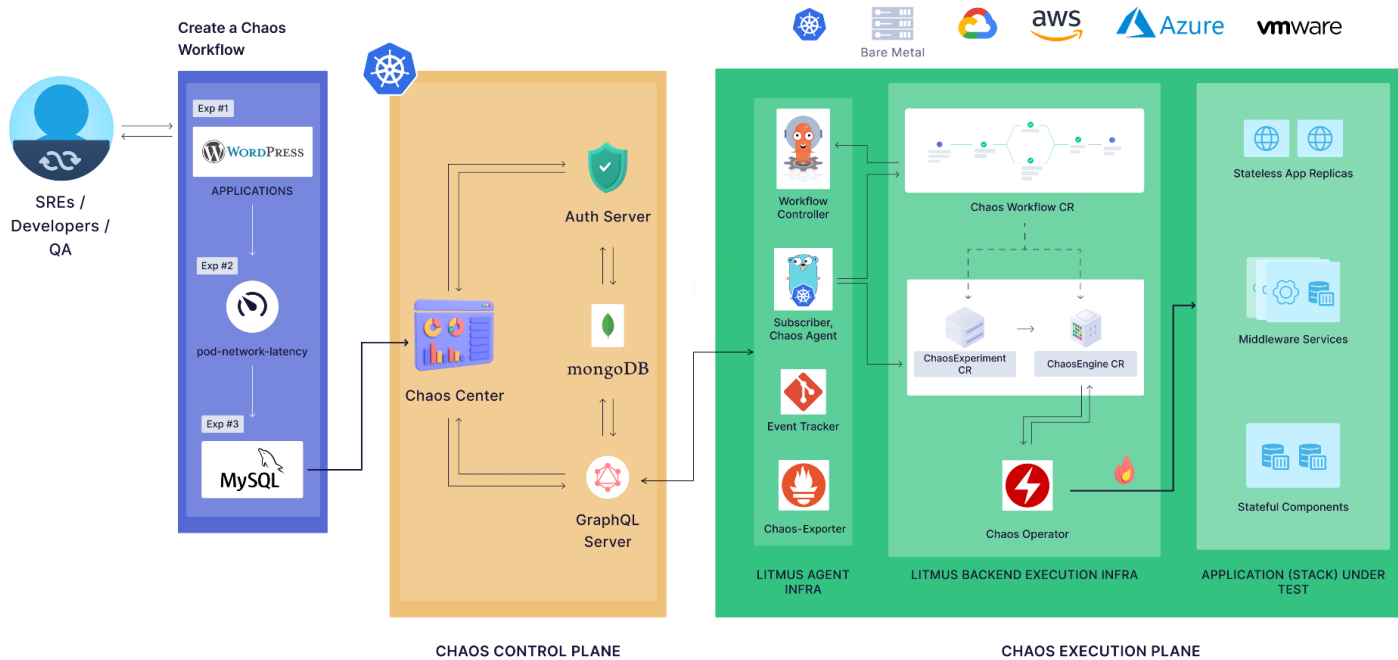 Create a Chaos
Workflow
SREs /
Developers /
QA
Exp #1
WORDPRESS
APPLICATIONS
Exp #2
pod-network-latency
Exp #3
MySQL
Chaos Center
Auth Server
mongoDB
GraphQL
Server
CHAOS CONTROL PLANE
Bare Metal
aws
Azure
vmware
Workflow
Controller
Subscriber,
Chaos Agent
Event Tracker
Chaos-Exporter
LITMUS AGENT
INFRA
Chaos Workflow CR
ChaosExperiment
CR
ChaosEngine CR
Chaos Operator
LITMUS BACKEND EXECUTION INFRA
Stateless App Replicas
Middleware Services
Stateful Components
APPLICATION (STACK) UNDER
TEST
CHAOS EXECUTION PLANE